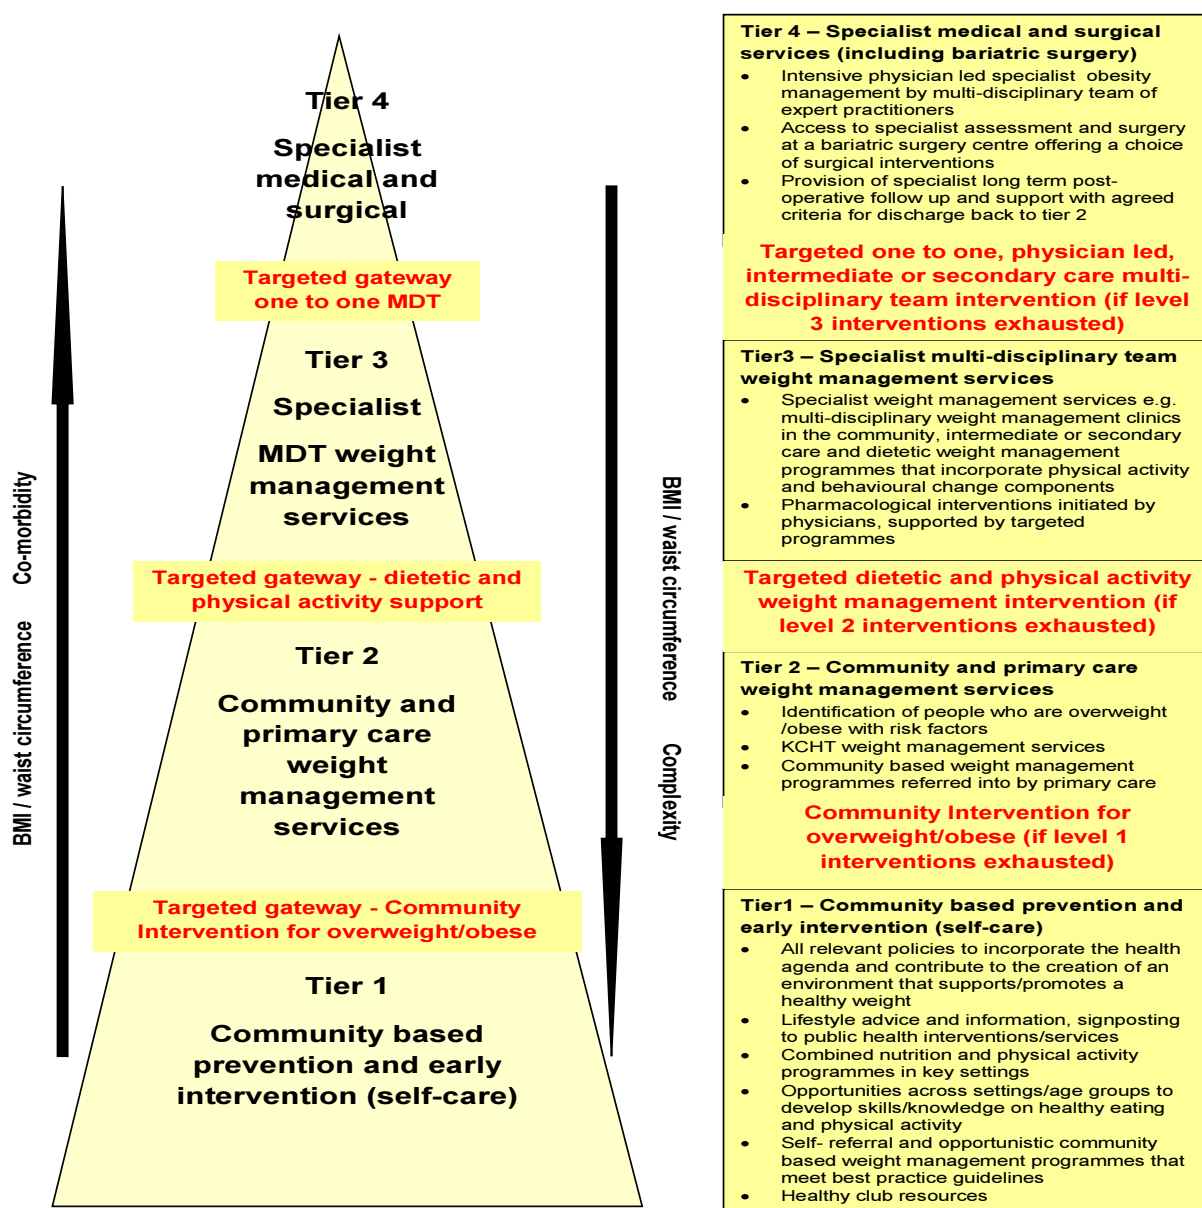 Tier 4
Specialist
medical and
surgical
Targeted gateway
one to one MDT
Tier 3
Specialist
MDT weight
management
services
Targeted gateway - dietetic and
physical activity support
Tier 2
Community and
primary care
weight
management
services
Targeted gateway - Community
Intervention for overweight/obese
Tier 1
Community based
prevention and early
intervention (self-care)
BMI / waist circumference Co-morbidity
BMI / waist circumference Complexity
Tier 4 – Specialist medical and surgical
services (including bariatric surgery)
• Intensive physician led specialist obesity
management by multi-disciplinary team of
expert practitioners
• Access to specialist assessment and surgery
at a bariatric surgery centre offering a choice
of surgical interventions
• Provision of specialist long term post-
operative follow up and support with agreed
criteria for discharge back to tier 2
Targeted one to one, physician led,
intermediate or secondary care multi-
disciplinary team intervention (if level
3 interventions exhausted)
Tier3 – Specialist multi-disciplinary team
weight management services
• Specialist weight management services e.g.
multi-disciplinary weight management clinics
in the community, intermediate or secondary
care and dietetic weight management
programmes that incorporate physical activity
and behavioural change components
• Pharmacological interventions initiated by
physicians, supported by targeted
programmes
Targeted dietetic and physical activity
weight management intervention (if
level 2 interventions exhausted)
Tier 2 – Community and primary care
weight management services
• Identification of people who are overweight
/obese with risk factors
• KCHT weight management services
• Community based weight management
programmes referred into by primary care
Community Intervention for
overweight/obese (if level 1
interventions exhausted)
Tier1 – Community based prevention and
early intervention (self-care)
• All relevant policies to incorporate the health
agenda and contribute to the creation of an
environment that supports/promotes a
healthy weight
• Lifestyle advice and information, signposting
to public health interventions/services
• Combined nutrition and physical activity
programmes in key settings
• Opportunities across settings/age groups to
develop skills/knowledge on healthy eating
and physical activity
• Self- referral and opportunistic community
based weight management programmes that
meet best practice guidelines
• Healthy club resources